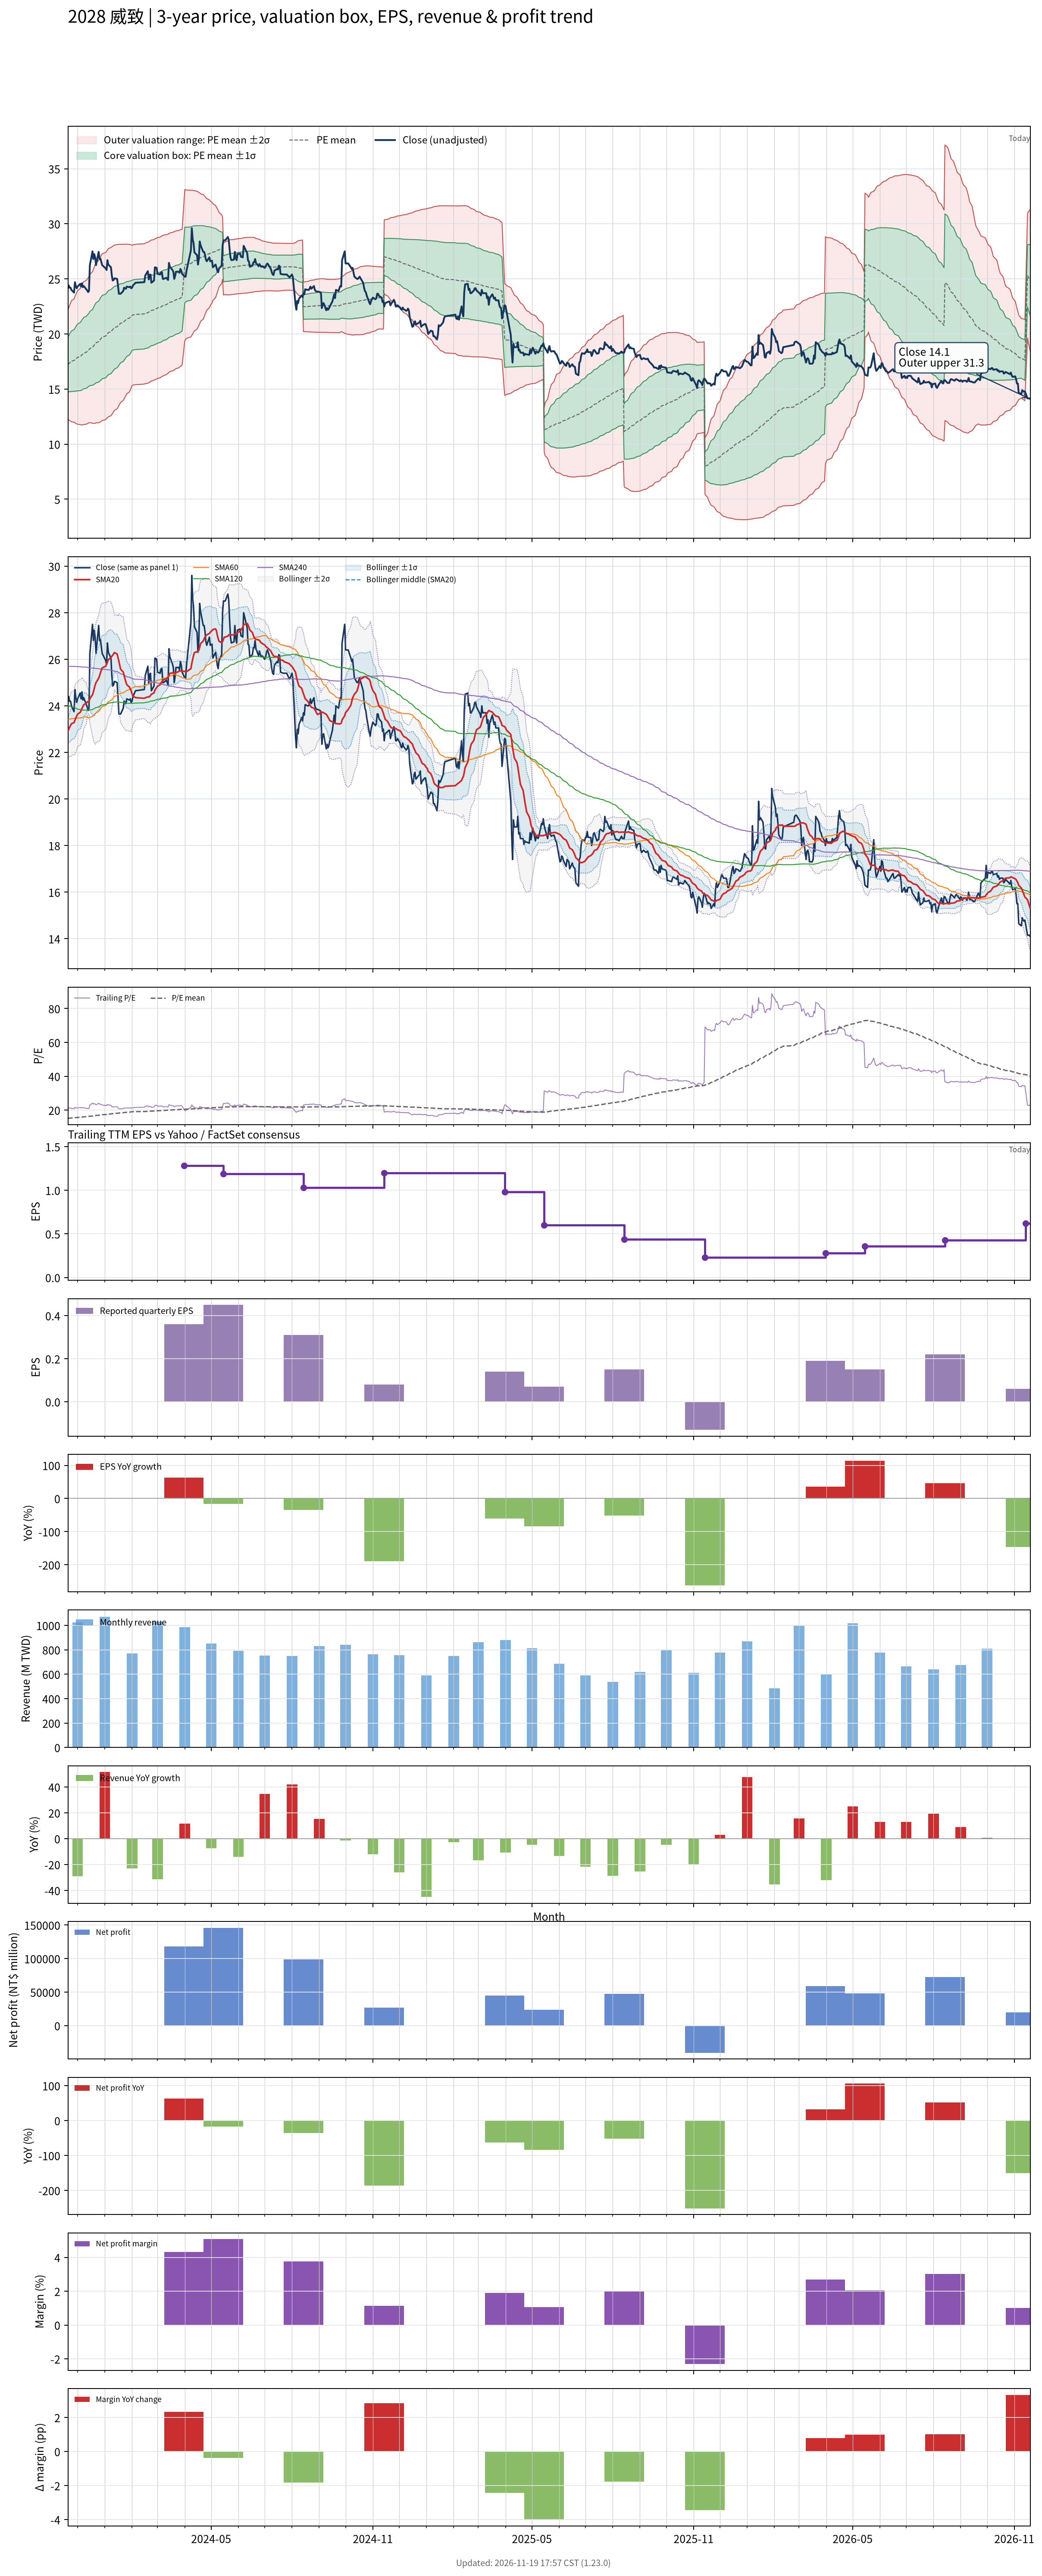 2028 威致 | 3-year price, valuation box, EPS, revenue & profit trend
Outer valuation range: PE mean ±2σ
Core valuation box: PE mean ±1σ
PE mean
Close (unadjusted)
Today
Price (TWD)
35
30
25
20
15
10
5
Close 14.1
Outer upper 31.3
Close (same as panel 1)
SMA20
SMA60
SMA120
SMA240
Bollinger ±2σ
Bollinger ±1σ
Bollinger middle (SMA20)
Price
30
28
26
24
22
20
18
16
14
Trailing P/E
P/E mean
P/E
80
60
40
20
Trailing TTM EPS vs Yahoo / FactSet consensus
Today
EPS
1.5
1.0
0.5
0.0
Reported quarterly EPS
EPS
0.4
0.2
0.0
EPS YoY growth
YoY (%)
100
0
-100
-200
Monthly revenue
Revenue (M TWD)
1000
800
600
400
200
0
Revenue YoY growth
YoY (%)
40
20
0
-20
-40
Month
Net profit
Net profit (NT$ million)
150000
100000
50000
0
Net profit YoY
YoY (%)
100
0
-100
-200
Net profit margin
Margin (%)
4
2
0
-2
Margin YoY change
Δ margin (pp)
2
0
-2
-4
2024-05
2024-11
2025-05
2025-11
2026-05
2026-11
Updated: 2026-11-19 17:57 CST (1.23.0)